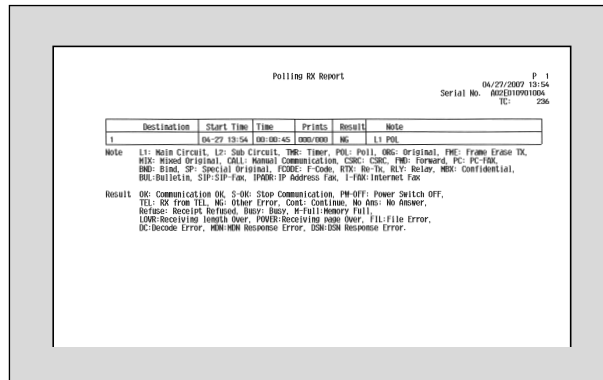 Polling RX Report
P 1
04/27/2007 13:54
Serial No. A02E010901004
TC: 236
Destination Start Time Time Prints Result Note
1 04-27 13:54 00:00:45 000/000 NG L1 POL
Note L1: Main Circuit, L2: Sub Circuit, TMR: Timer, POL: Poll, ORG: Original, FME: Frame Erase TX,
MIX: Mixed Original, CALL: Manual Communication, CSRC: CSRC, FWD: Forward, PC: PC-FAX,
BND: Bind, SP: Special Original, FCODE: F-Code, RTX: Re-Tx, RLY: Relay, MBX: Confidential,
BUL:Bulletin, SIP:SIP-Fax, IPADR:IP Address Fax, I-FAX:Internet Fax
Result OK: Communication OK, S-OK: Stop Communication, PW-OFF: Power Switch OFF,
TEL: RX from TEL, NG: Other Error, Cont: Continue, No Ans: No Answer,
Refuse: Receipt Refused, Busy: Busy, M-Full:Memory Full,
LOVR:Receiving length Over, POVER:Receiving page Over, FIL:File Error,
DC:Decode Error, MDN:MDN Response Error, DSN:DSN Response Error.